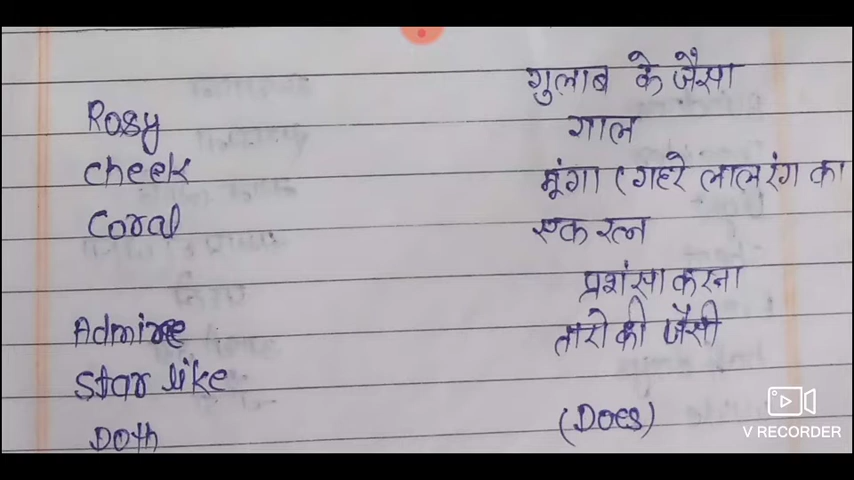 Rosy गुलाब के जैसा
cheek गाल
coral मूंगा (गहरे लाल रंग का
एक रत्न
Admire प्रशंसा करना
Star like तारो की जैसी
Doth (Does)
V RECORDER